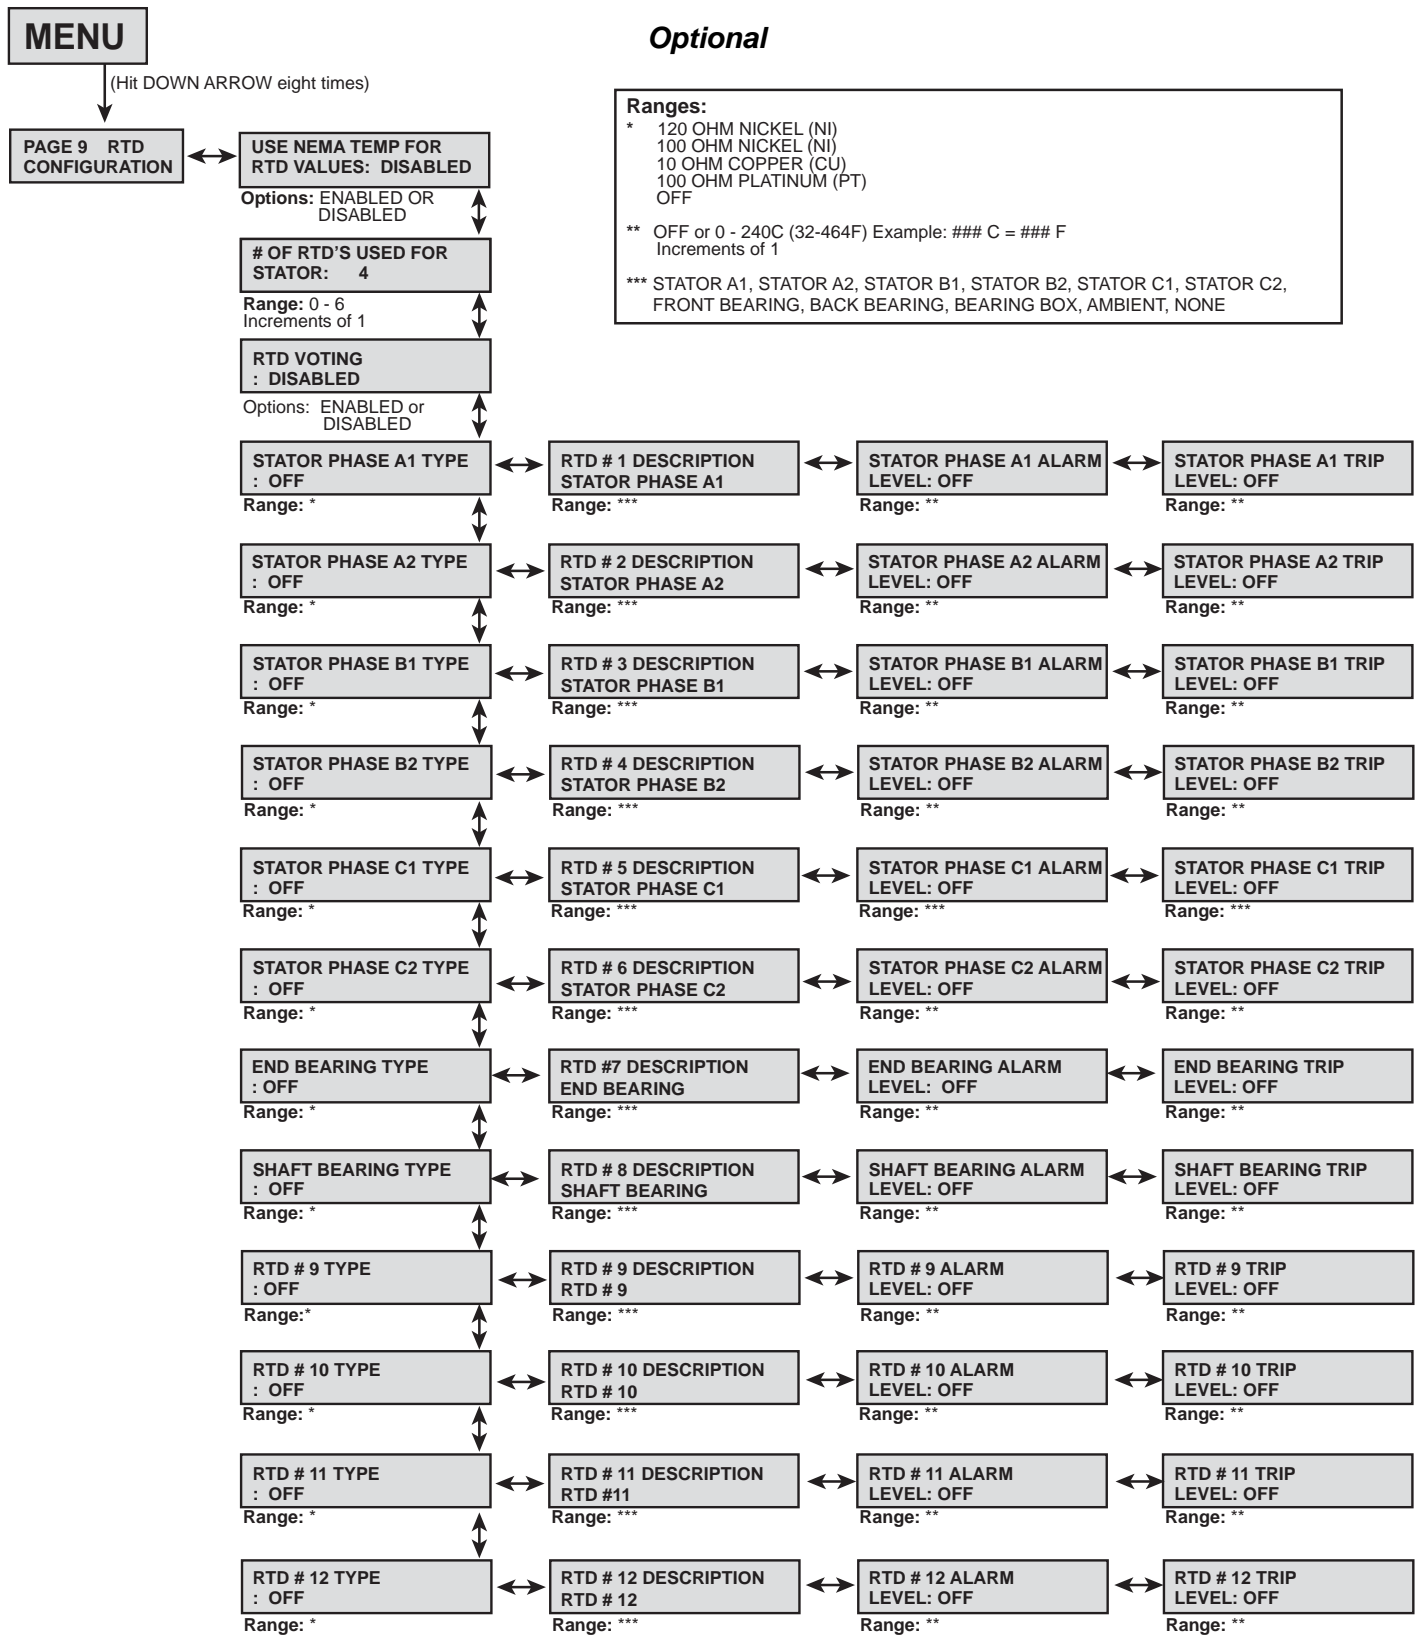 MENU
Optional
(Hit DOWN ARROW eight times)
Ranges:
* 120 OHM NICKEL (NI)
100 OHM NICKEL (NI)
10 OHM COPPER (CU)
100 OHM PLATINUM (PT)
OFF
** OFF or 0 - 240C (32-464F) Example: ### C = ### F
Increments of 1
*** STATOR A1, STATOR A2, STATOR B1, STATOR B2, STATOR C1, STATOR C2,
FRONT BEARING, BACK BEARING, BEARING BOX, AMBIENT, NONE
PAGE 9 RTD
CONFIGURATION
USE NEMA TEMP FOR
RTD VALUES: DISABLED
Options: ENABLED OR
DISABLED
# OF RTD'S USED FOR
STATOR: 4
Range: 0 - 6
Increments of 1
RTD VOTING
: DISABLED
Options: ENABLED or
DISABLED
STATOR PHASE A1 TYPE
: OFF
Range: *
RTD # 1 DESCRIPTION
STATOR PHASE A1
Range: ***
STATOR PHASE A1 ALARM
LEVEL: OFF
Range: **
STATOR PHASE A1 TRIP
LEVEL: OFF
Range: **
STATOR PHASE A2 TYPE
: OFF
Range: *
RTD # 2 DESCRIPTION
STATOR PHASE A2
Range: ***
STATOR PHASE A2 ALARM
LEVEL: OFF
Range: **
STATOR PHASE A2 TRIP
LEVEL: OFF
Range: **
STATOR PHASE B1 TYPE
: OFF
Range: *
RTD # 3 DESCRIPTION
STATOR PHASE B1
Range: ***
STATOR PHASE B1 ALARM
LEVEL: OFF
Range: **
STATOR PHASE B1 TRIP
LEVEL: OFF
Range: **
STATOR PHASE B2 TYPE
: OFF
Range: *
RTD # 4 DESCRIPTION
STATOR PHASE B2
Range: ***
STATOR PHASE B2 ALARM
LEVEL: OFF
Range: **
STATOR PHASE B2 TRIP
LEVEL: OFF
Range: **
STATOR PHASE C1 TYPE
: OFF
Range: *
RTD # 5 DESCRIPTION
STATOR PHASE C1
Range: ***
STATOR PHASE C1 ALARM
LEVEL: OFF
Range: ***
STATOR PHASE C1 TRIP
LEVEL: OFF
Range: ***
STATOR PHASE C2 TYPE
: OFF
Range: *
RTD # 6 DESCRIPTION
STATOR PHASE C2
Range: ***
STATOR PHASE C2 ALARM
LEVEL: OFF
Range: **
STATOR PHASE C2 TRIP
LEVEL: OFF
Range: **
END BEARING TYPE
: OFF
Range: *
RTD #7 DESCRIPTION
END BEARING
Range: ***
END BEARING ALARM
LEVEL: OFF
Range: **
END BEARING TRIP
LEVEL: OFF
Range: **
SHAFT BEARING TYPE
: OFF
Range: *
RTD # 8 DESCRIPTION
SHAFT BEARING
Range: ***
SHAFT BEARING ALARM
LEVEL: OFF
Range: **
SHAFT BEARING TRIP
LEVEL: OFF
Range: **
RTD # 9 TYPE
: OFF
Range:*
RTD # 9 DESCRIPTION
RTD # 9
Range: ***
RTD # 9 ALARM
LEVEL: OFF
Range: **
RTD # 9 TRIP
LEVEL: OFF
Range: **
RTD # 10 TYPE
: OFF
Range: *
RTD # 10 DESCRIPTION
RTD # 10
Range: ***
RTD # 10 ALARM
LEVEL: OFF
Range: **
RTD # 10 TRIP
LEVEL: OFF
Range: **
RTD # 11 TYPE
: OFF
Range: *
RTD # 11 DESCRIPTION
RTD #11
Range: ***
RTD # 11 ALARM
LEVEL: OFF
Range: **
RTD # 11 TRIP
LEVEL: OFF
Range: **
RTD # 12 TYPE
: OFF
Range: *
RTD # 12 DESCRIPTION
RTD # 12
Range: ***
RTD # 12 ALARM
LEVEL: OFF
Range: **
RTD # 12 TRIP
LEVEL: OFF
Range: **